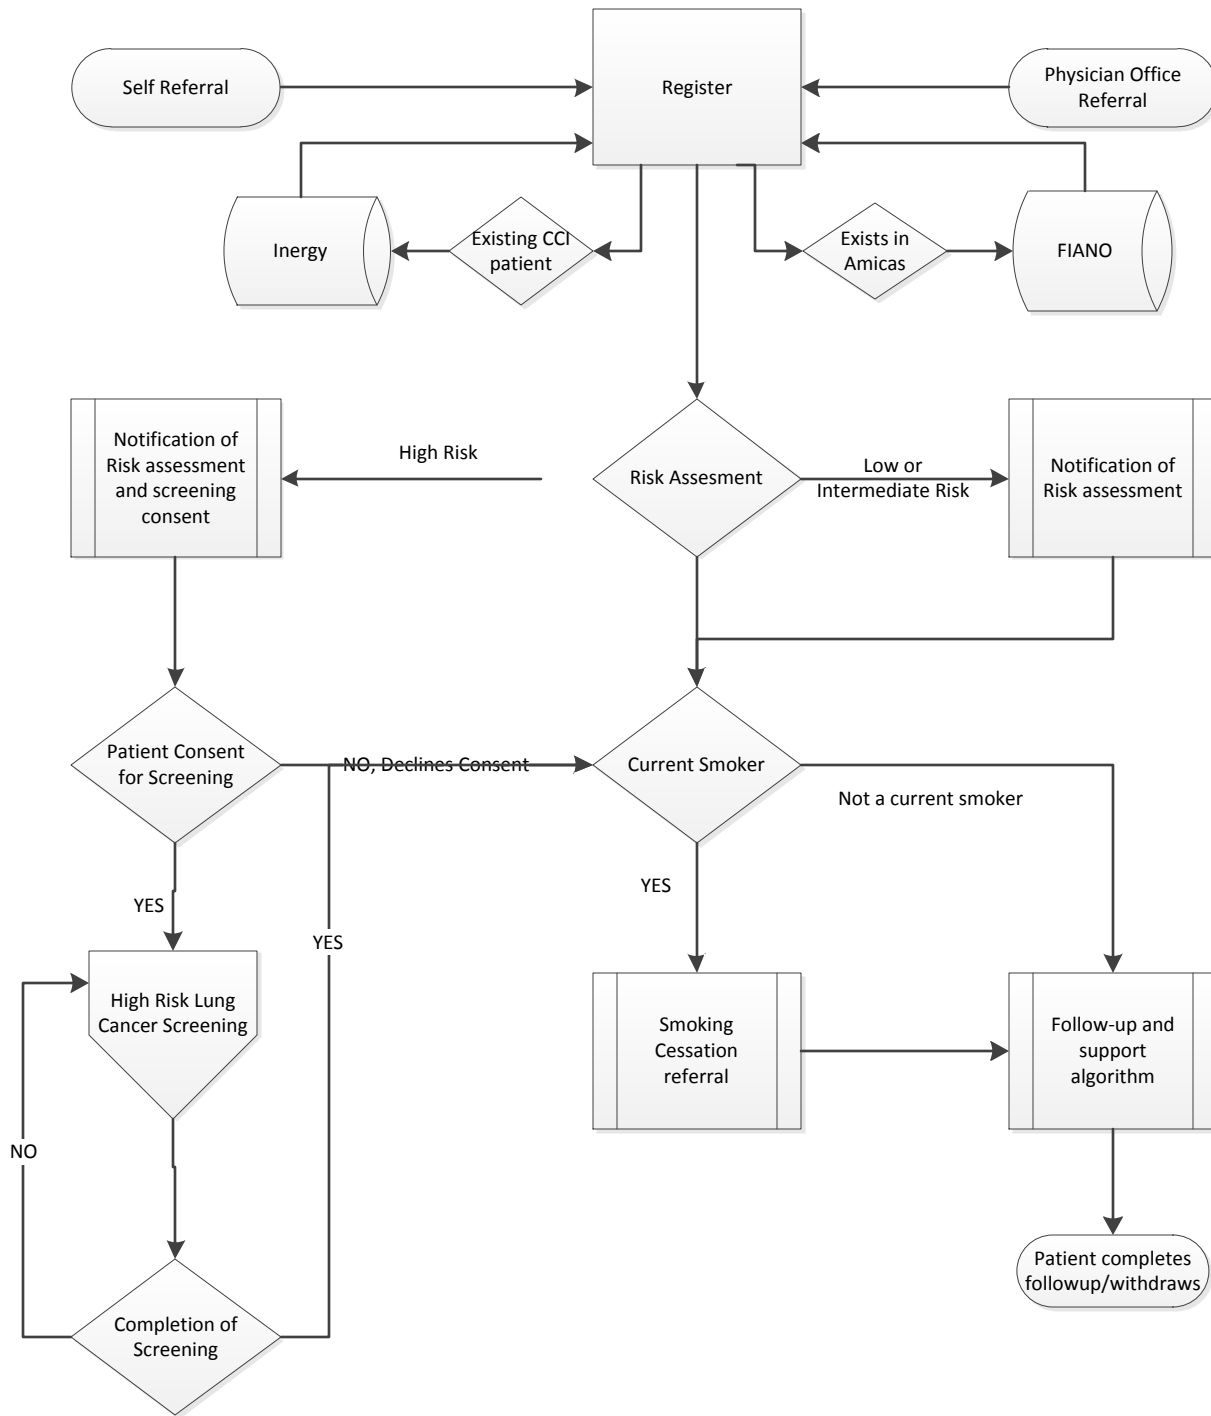 Self Referral
Register
Physician Office
Referral
Inergy
Existing CCI
patient
Exists in
Amicas
FIANO
Notification of
Risk assessment
and screening
consent
High Risk
Risk Assesment
Low or
Intermediate Risk
Notification of
Risk assessment
Patient Consent
for Screening
NO, Declines Consent
Current Smoker
Not a current smoker
YES
YES
YES
High Risk Lung
Cancer Screening
Smoking
Cessation
referral
Follow-up and
support
algorithm
NO
Patient completes
followup/withdraws
Completion of
Screening